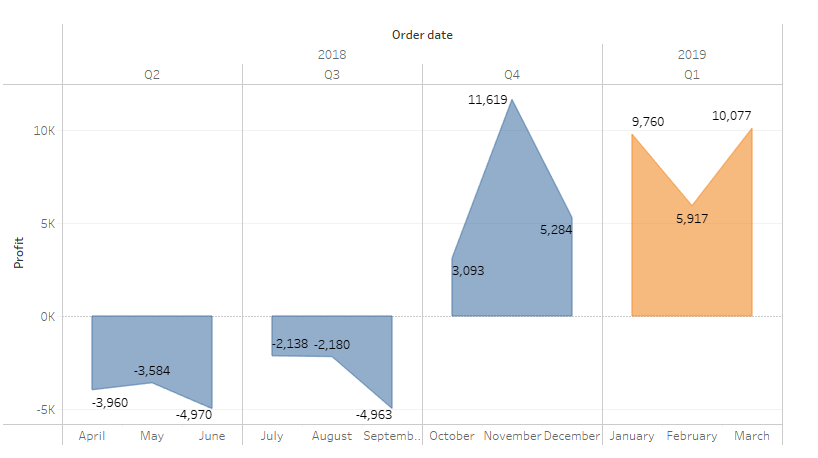 Order date
2018 2019
Q2 Q3 Q4 Q1
11,619
9,760 10,077
10K
5K
5,917
5,284
3,093
Profit
0K
-2,138 -2,180
-3,584
-3,960
-4,970 -4,963
-5K
April May June July August Septemb.. October November December January February March